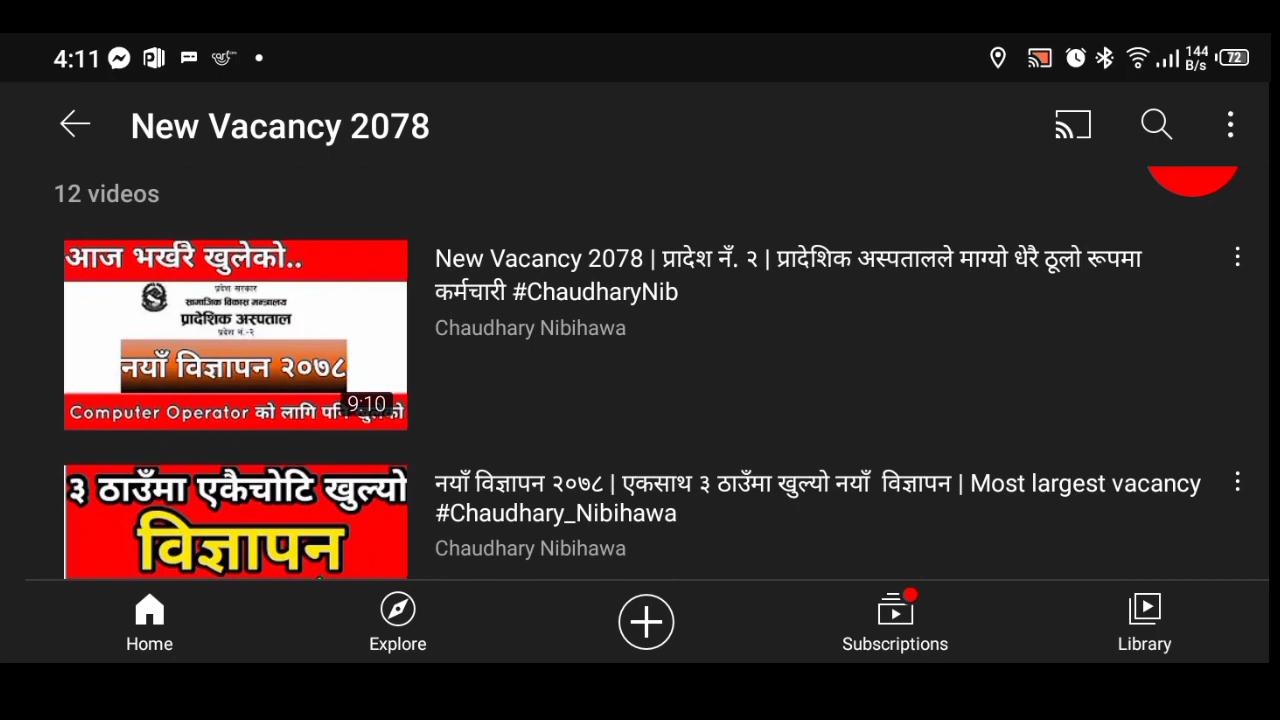 4:11
144
B/s
72
New Vacancy 2078
12 videos
आज भर्खरै खुलेको..
प्रदेश सरकार
सामाजिक विकास मन्त्रालय
प्रादेशिक अस्पताल
प्रदेश नं.-२
नयाँ विज्ञापन २०७८
Computer Operator को लागि पनि
9:10
New Vacancy 2078 | प्रादेश नँ. २ | प्रादेशिक अस्पतालले माग्यो धेरै ठूलो रूपमा
कर्मचारी #ChaudharyNib
Chaudhary Nibihawa
३ ठाउँमा एकैचोटि खुल्यो
विज्ञापन
नयाँ विज्ञापन २०७८ | एकसाथ ३ ठाउँमा खुल्यो नयाँ विज्ञापन | Most largest vacancy
#Chaudhary_Nibihawa
Chaudhary Nibihawa
Home
Explore
Subscriptions
Library